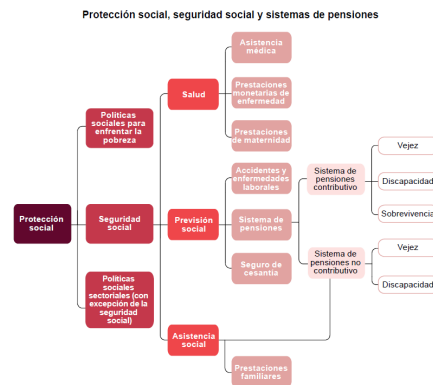 Protección social, seguridad social y sistemas de pensiones
Protección
social
Políticas
sociales para
enfrentar la
pobreza
Seguridad
social
Políticas
sociales
sectoriales (con
excepción de la
seguridad
social)
Salud
Previsión
social
Asistencia
social
Asistencia
médica
Prestaciones
monetarias de
enfermedad
Prestaciones
de maternidad
Accidentes y
enfermedades
laborales
Sistema de
pensiones
Seguro de
cesantía
Prestaciones
familiares
Sistema de
pensiones
contributivo
Sistema de
pensiones no
contributivo
Vejez
Discapacidad
Sobrevivencia
Vejez
Discapacidad